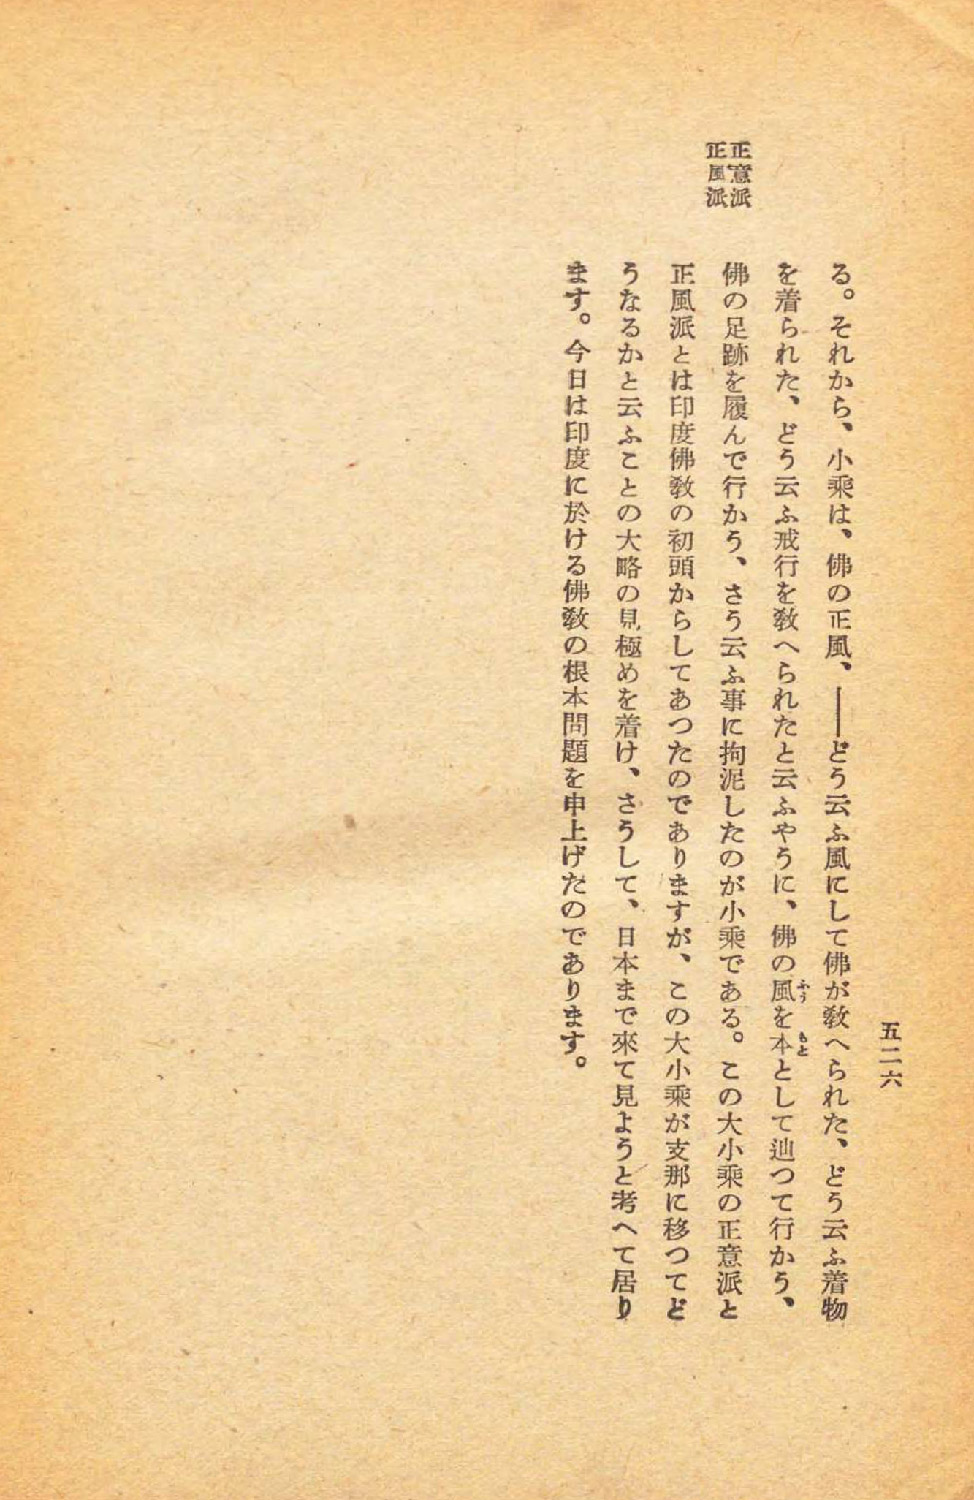 五二六
正意派
正風派
る。それから、小乘は、佛の正風、――どう云ふ風にして佛が敎へられた、どう云ふ着物
を着られた、どう云ふ戒行を敎へられたと云ふやうに、佛の風を本として辿つて行かう、
ふう
もと
佛の足跡を履んで行かう、さう云ふ事に拘泥したのが小乘である。この大小乘の正意派と
正風派とは印度佛敎の初頭からしてあつたのでありますが、この大小乘が支那に移つてど
うなるかと云ふことの大略の見極めを着け、さうして、日本まで來て見ようと考へて居り
ます。今日は印度に於ける佛敎の根本問題を申上げたのであります。